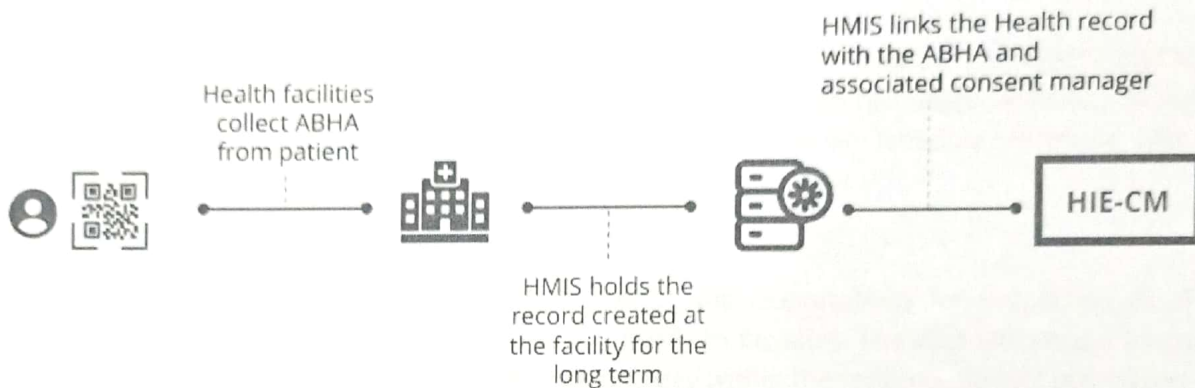 Health facilities
collect ABHA
from patient
HMIS holds the
record created at
the facility for the
long term
HMIS links the Health record
with the ABHA and
associated consent manager
HIE-CM